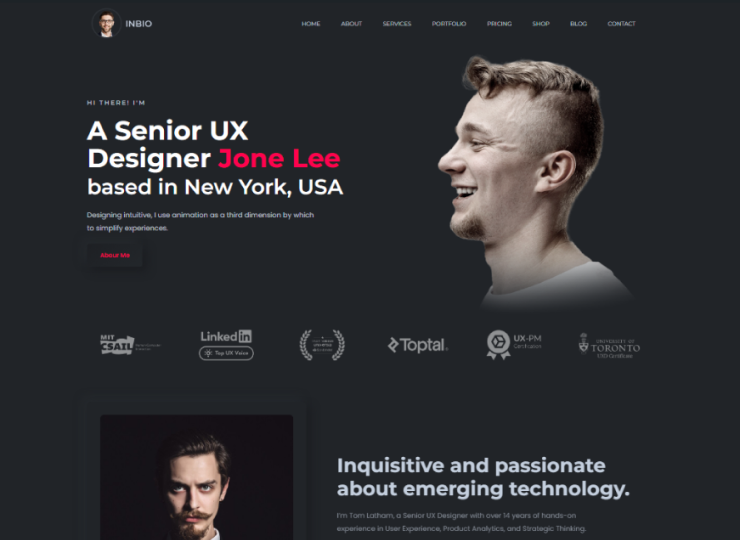 INBIO
HOME ABOUT SERVICES PORTFOLIO PRICING SHOP BLOG CONTACT
HI THERE! I'M
A Senior UX
Designer Jone Lee
based in New York, USA
Designing intuitive, I use animation as a third dimension by which
to simplify experiences.
About Me
MIT
CSAIL
LinkedIn
Top UX Voice
Toptal
UX-PM
Certification
UNIVERSITY OF
TORONTO
Inquisitive and passionate
about emerging technology.
I'm Tom Latham, a Senior UX Designer with over 14 years of hands-on
experience in User Experience, Product Analytics, and Strategic Thinking.